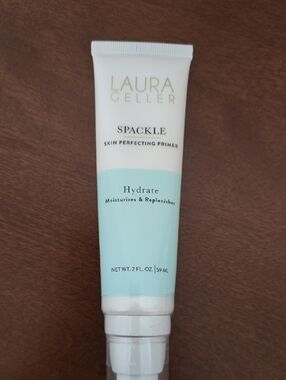 LAURA
GELLER
SPACKLE
SKIN PERFECTING PRIMER
Hydrate
Moisturizes & Replenishes
NET WT. 2 FL. OZ. | 59 ML